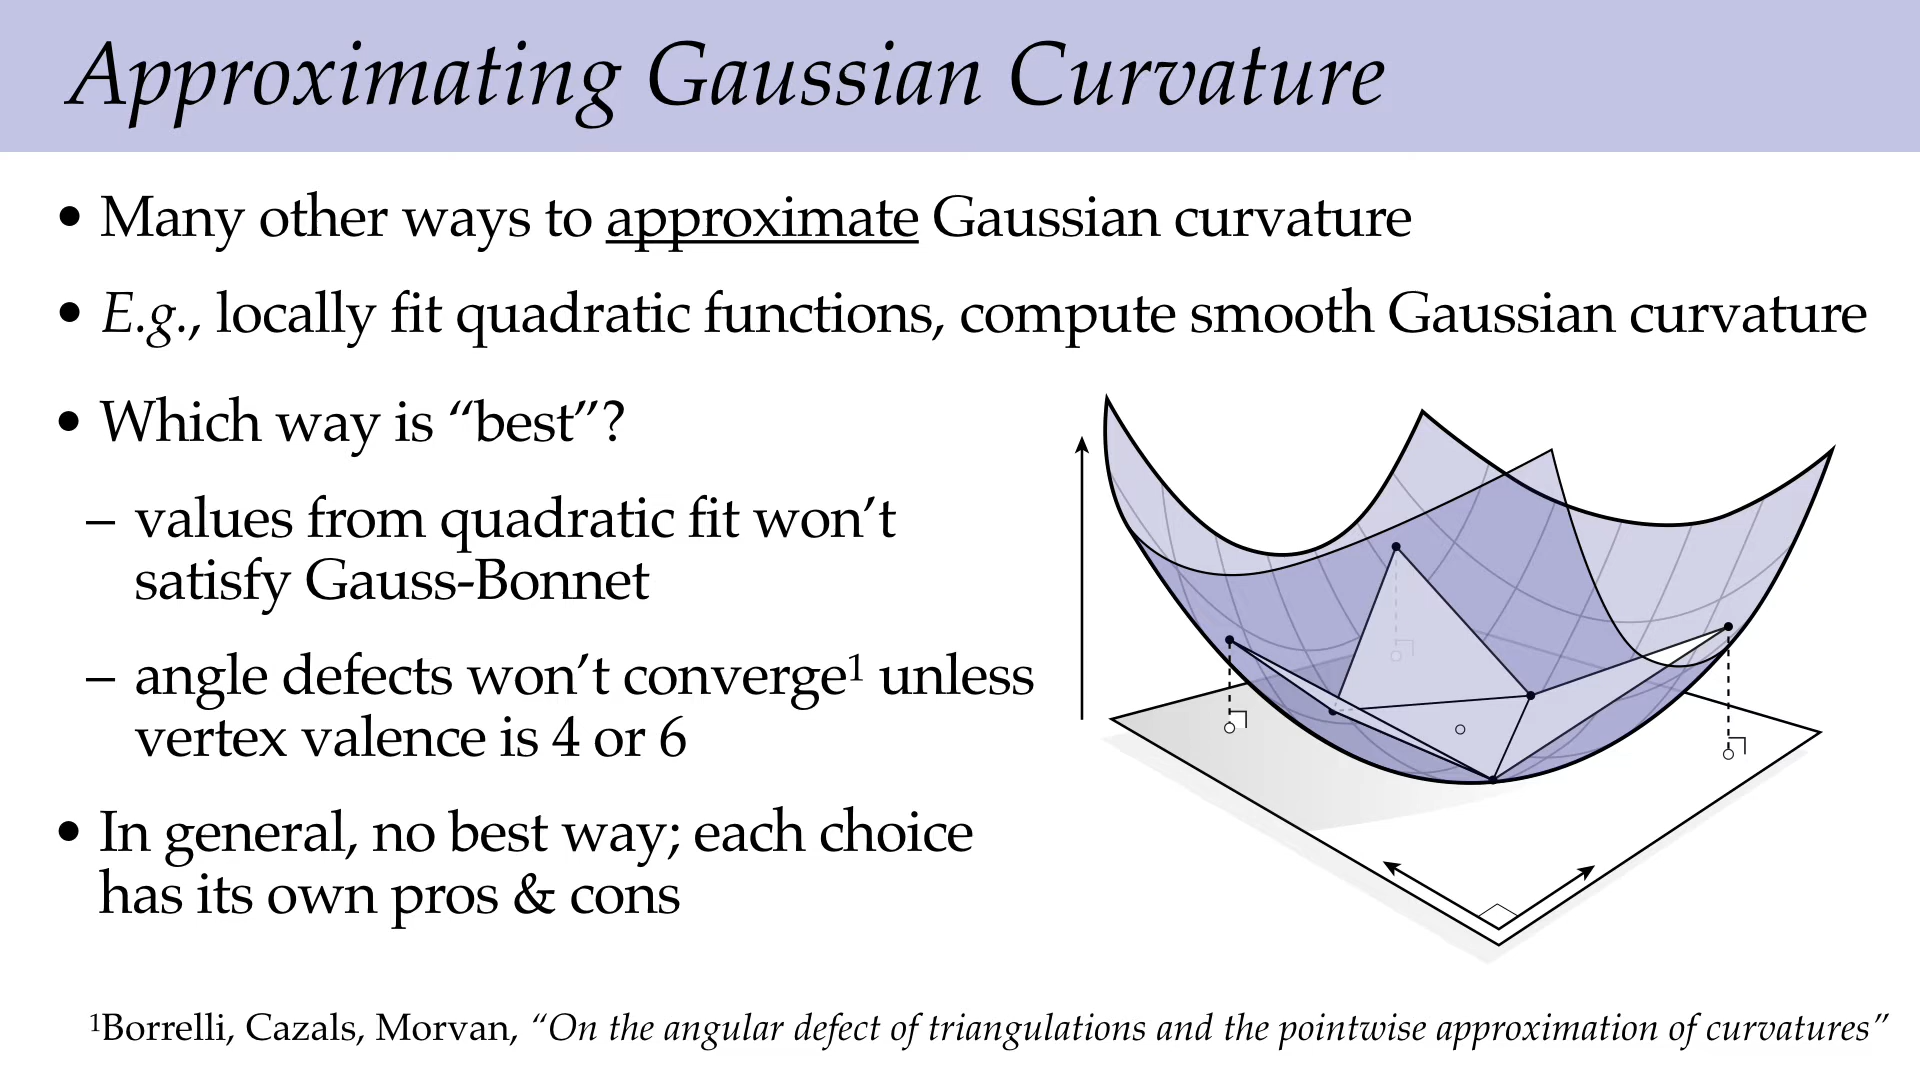 Approximating Gaussian Curvature
• Many other ways to approximate Gaussian curvature
• E.g., locally fit quadratic functions, compute smooth Gaussian curvature
• Which way is “best”?
– values from quadratic fit won’t
satisfy Gauss-Bonnet
– angle defects won’t converge¹ unless
vertex valence is 4 or 6
• In general, no best way; each choice
has its own pros & cons
¹Borrelli, Cazals, Morvan, “On the angular defect of triangulations and the pointwise approximation of curvatures”